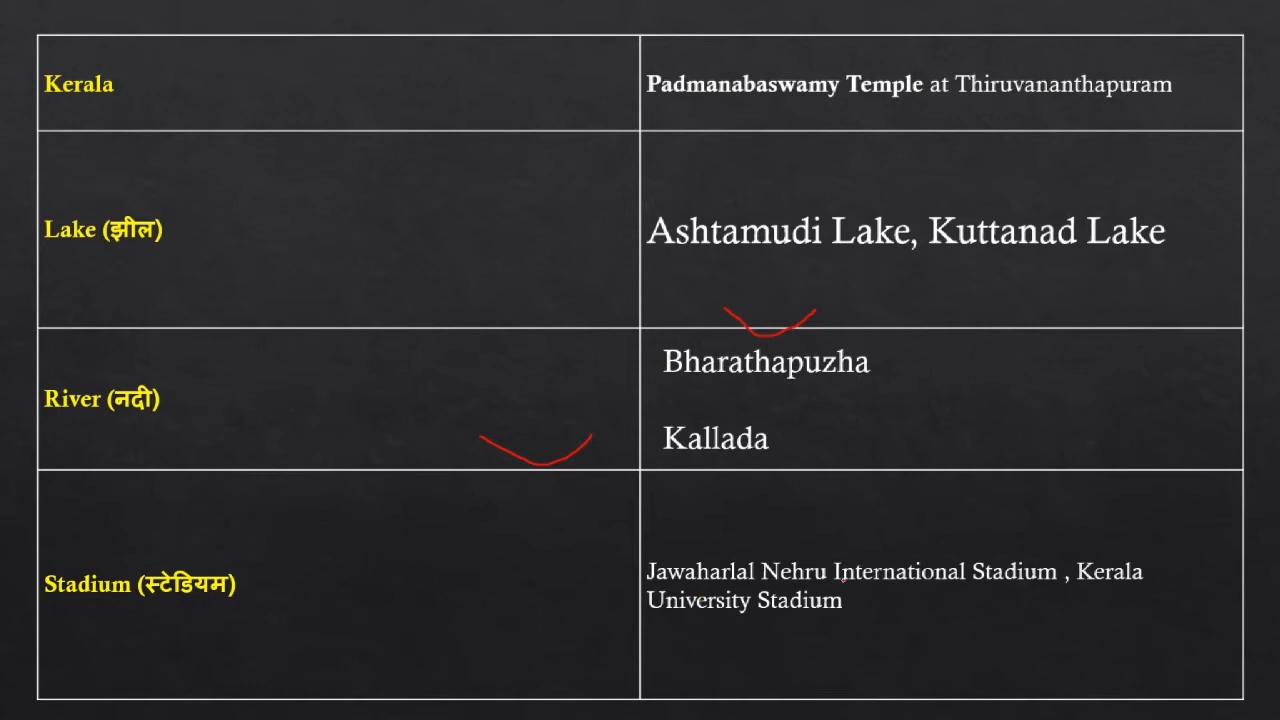 Kerala
Padmanabaswamy Temple at Thiruvananthapuram
Lake (झील)
Ashtamudi Lake, Kuttanad Lake
River (नदी)
Bharathapuzha
Kallada
Stadium (स्टेडियम)
Jawaharlal Nehru International Stadium , Kerala
University Stadium